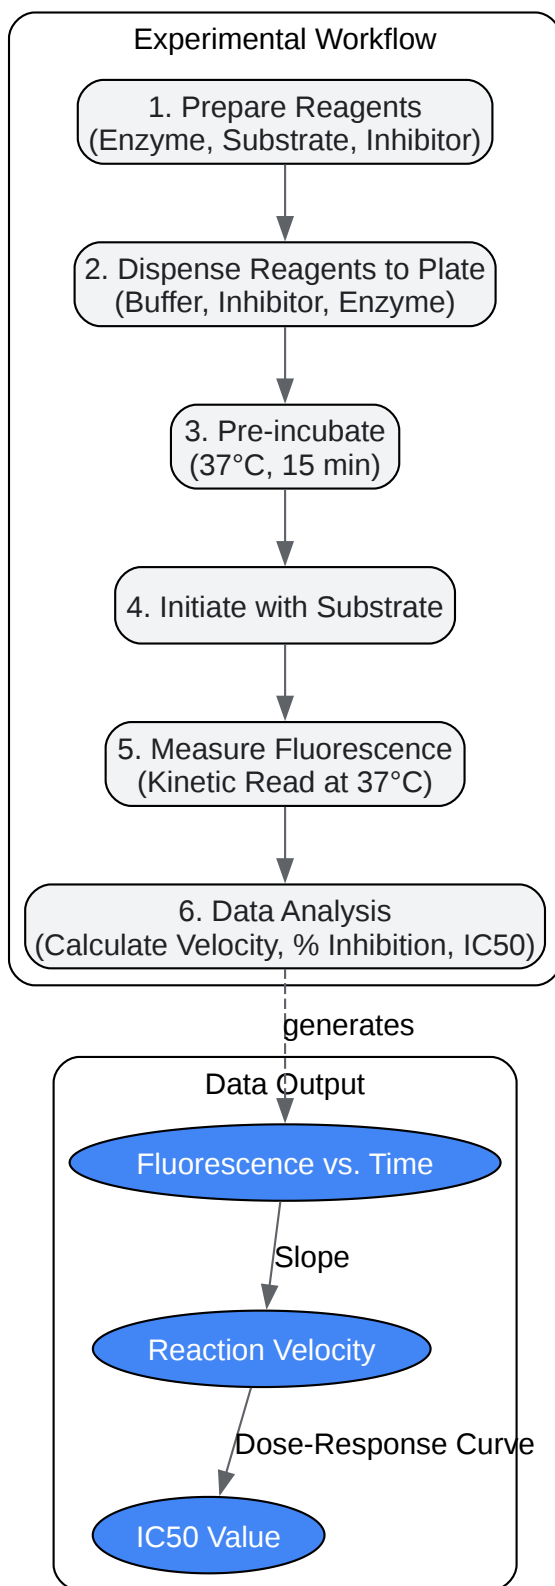 Experimental Workflow
1. Prepare Reagents
(Enzyme, Substrate, Inhibitor)
2. Dispense Reagents to Plate
(Buffer, Inhibitor, Enzyme)
3. Pre-incubate
(37°C, 15 min)
4. Initiate with Substrate
5. Measure Fluorescence
(Kinetic Read at 37°C)
6. Data Analysis
(Calculate Velocity, % Inhibition, IC50)
generates
Data Output
Fluorescence vs. Time
Slope
Reaction Velocity
Dose-Response Curve
IC50 Value